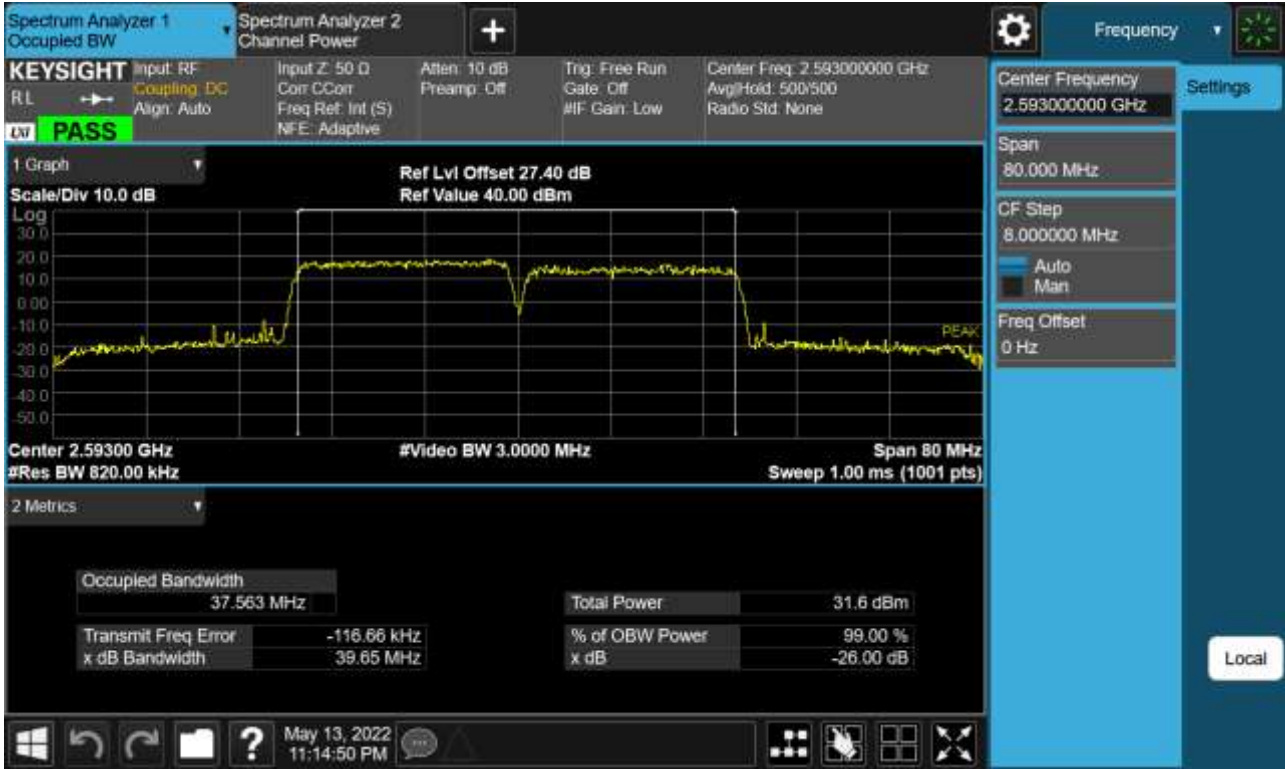 Spectrum Analyzer 1
Occupied BW
Spectrum Analyzer 2
Channel Power
Frequency
KEYSIGHT
RL
LXI
PASS
Input: RF
Coupling: DC
Align: Auto
Input Z: 50 Ω
Corr CCorr
Freq Ref: Int (S)
NFE: Adaptive
Atten: 10 dB
Preamp: Off
Trig: Free Run
Gate: Off
#IF Gain: Low
Center Freq: 2.593000000 GHz
Avg|Hold: 500/500
Radio Std: None
Center Frequency
2.593000000 GHz
Settings
Span
80.000 MHz
CF Step
8.000000 MHz
Auto
Man
Freq Offset
0 Hz
Local
1 Graph
Scale/Div 10.0 dB
Ref Lvl Offset 27.40 dB
Ref Value 40.00 dBm
Log
30.0
20.0
10.0
0.00
-10.0
-20.0
-30.0
-40.0
-50.0
PEAK
Center 2.59300 GHz
#Video BW 3.0000 MHz
Span 80 MHz
#Res BW 820.00 kHz
Sweep 1.00 ms (1001 pts)
2 Metrics
Occupied Bandwidth
37.563 MHz
Total Power 31.6 dBm
Transmit Freq Error -116.66 kHz
% of OBW Power 99.00 %
x dB Bandwidth 39.65 MHz
x dB -26.00 dB
?
May 13, 2022
11:14:50 PM